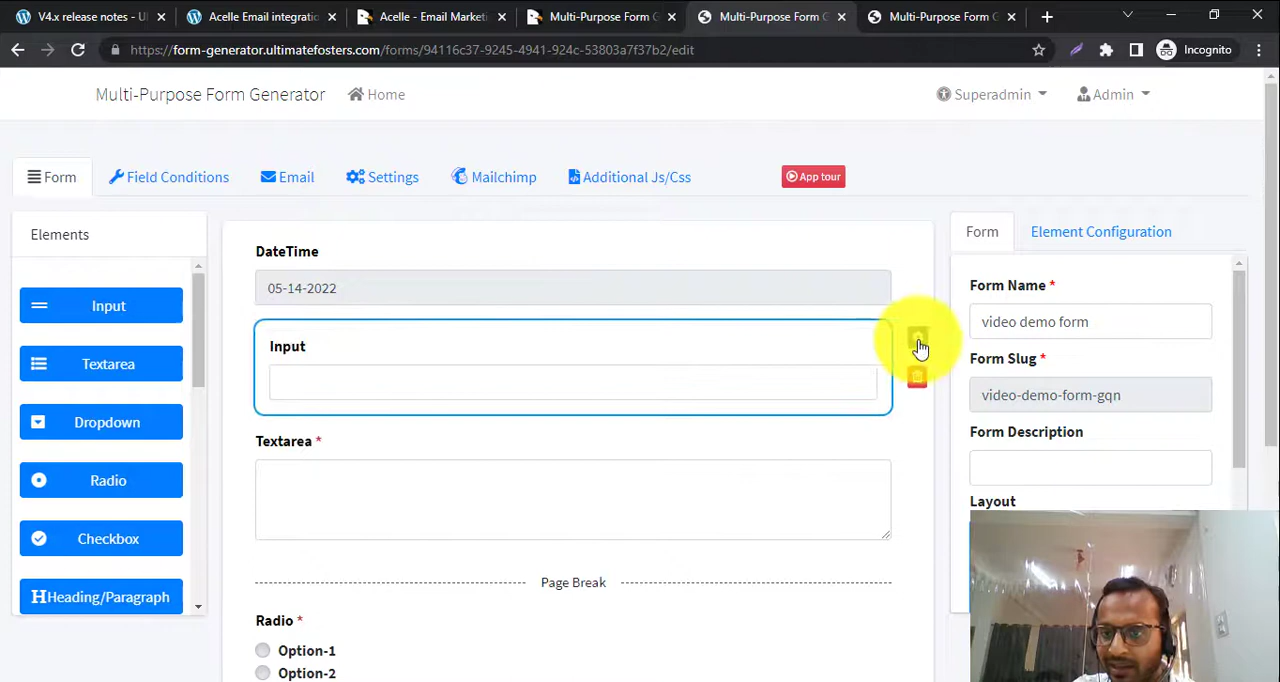 V4.x release notes - Ul
Acelle Email integratio
Acelle - Email Marketi
Multi-Purpose Form G
Multi-Purpose Form G
Multi-Purpose Form G
https://form-generator.ultimatefosters.com/forms/94116c37-9245-4941-924c-53803a7f37b2/edit
Incognito
Multi-Purpose Form Generator
Home
Superadmin
Admin
Form
Field Conditions
Email
Settings
Mailchimp
Additional Js/Css
App tour
Elements
Input
Textarea
Dropdown
Radio
Checkbox
Heading/Paragraph
DateTime
05-14-2022
Input
Textarea *
Page Break
Radio *
Option-1
Option-2
Form
Element Configuration
Form Name *
video demo form
Form Slug *
video-demo-form-gqn
Form Description
Layout